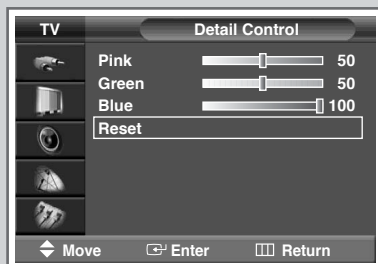 TV Detail Control
Pink 50
Green 50
Blue 100
Reset
Move Enter Return